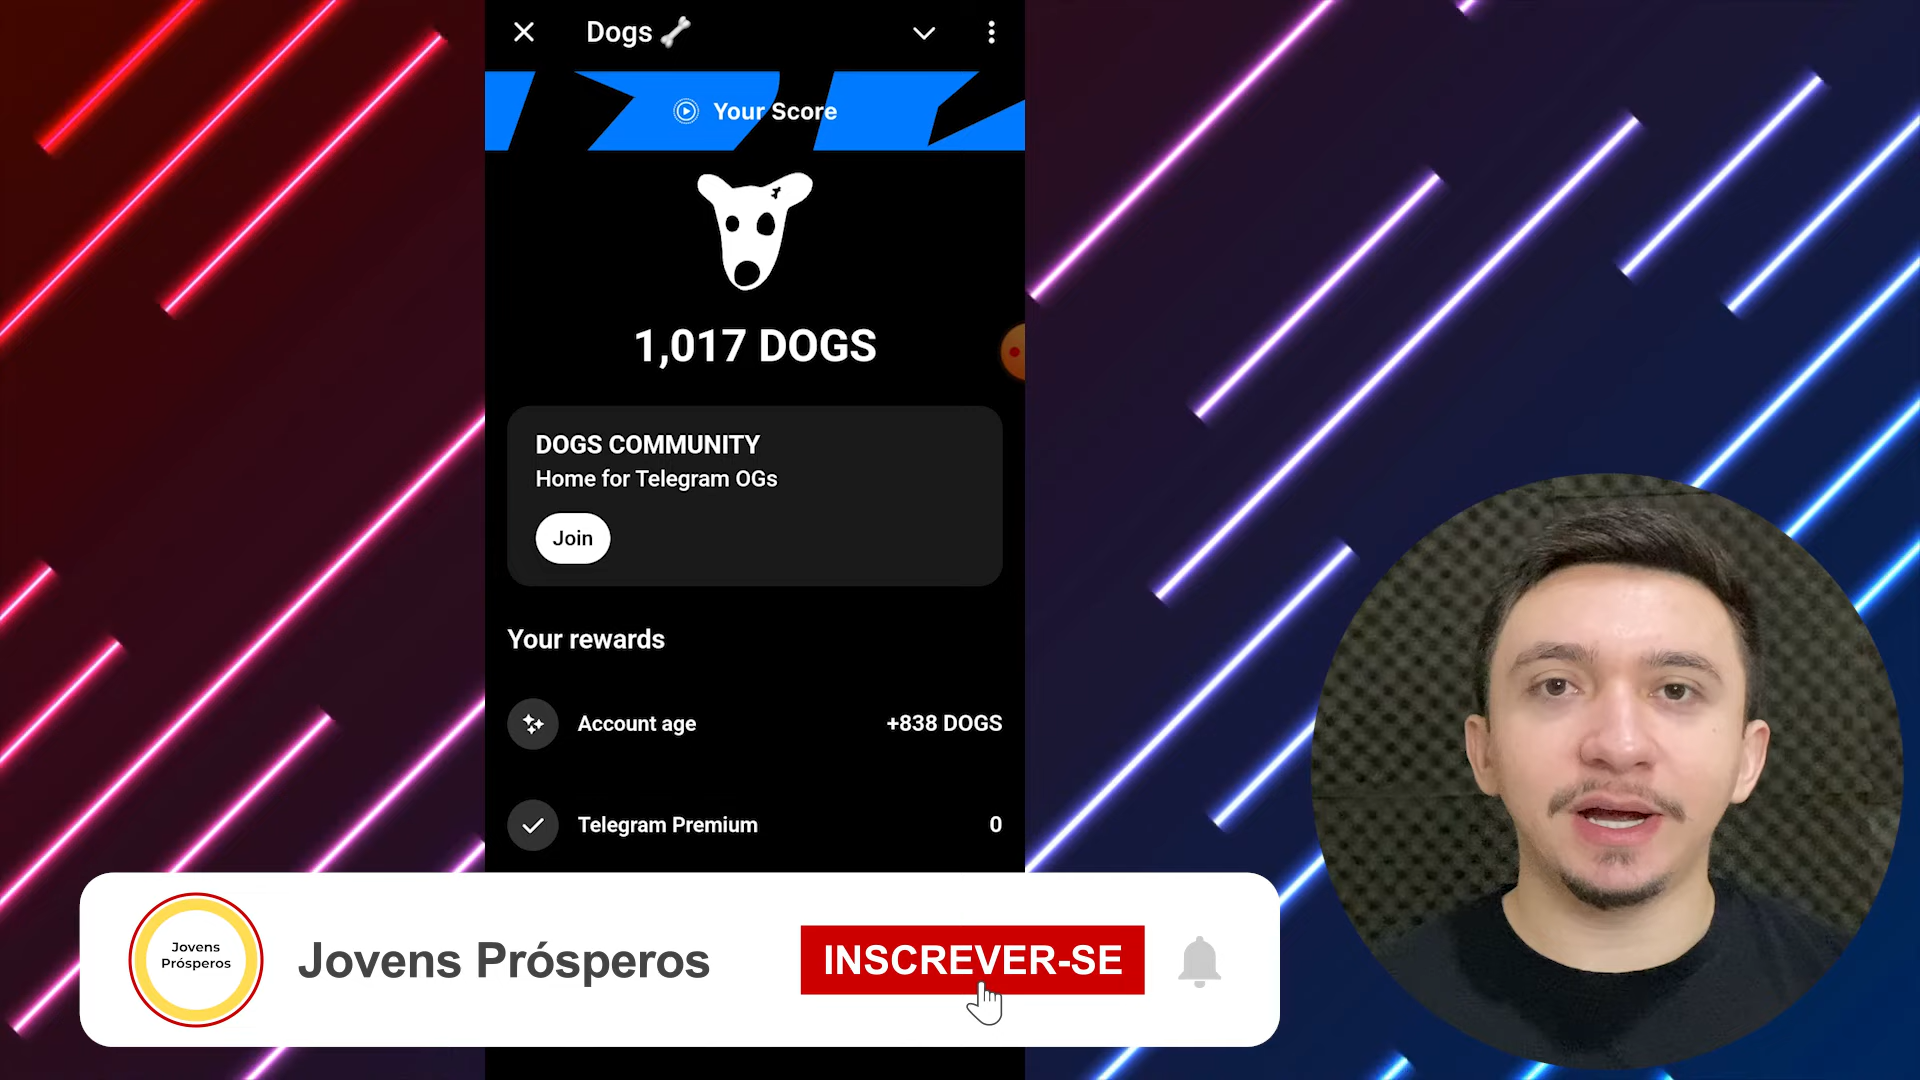 Dogs
Your Score
1,017 DOGS
DOGS COMMUNITY
Home for Telegram OGs
Join
Your rewards
Account age +838 DOGS
Telegram Premium 0
Jovens
Prósperos
Jovens Prósperos
INSCREVER-SE